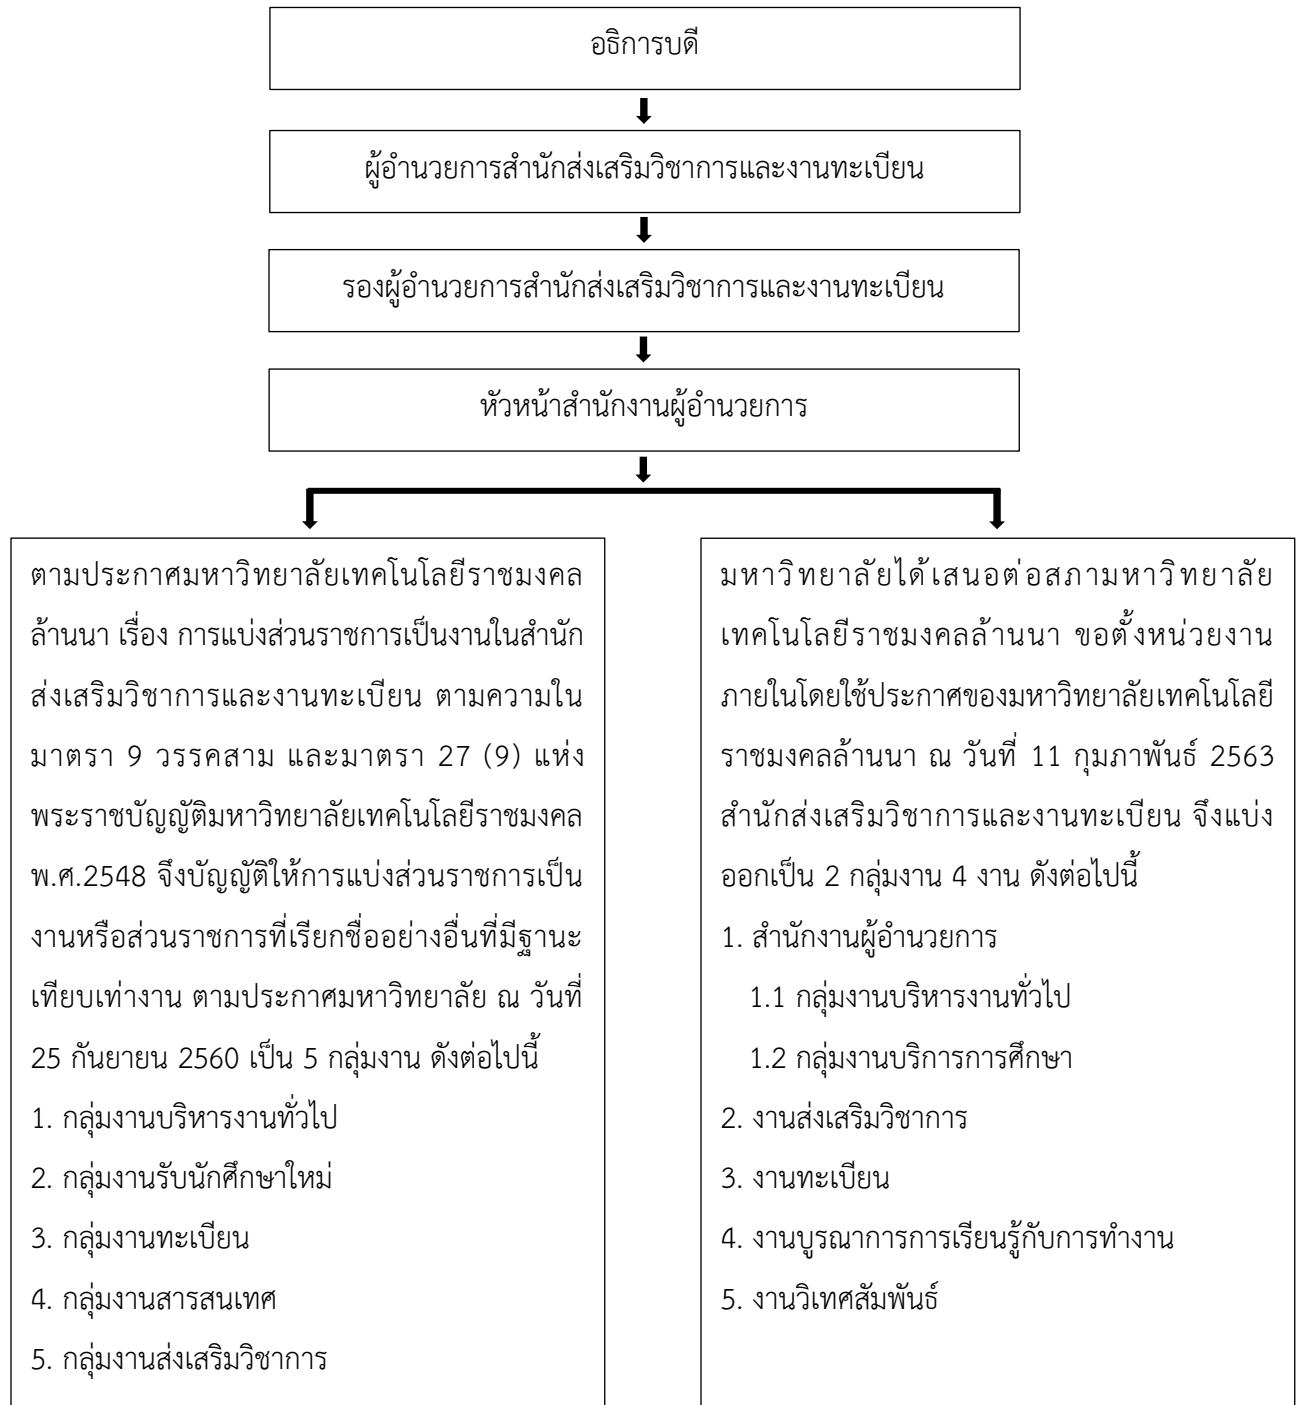 อธิการบดี
ผู้อำนวยการสำนักส่งเสริมวิชาการและงานทะเบียน
รองผู้อำนวยการสำนักส่งเสริมวิชาการและงานทะเบียน
หัวหน้าสำนักงานผู้อำนวยการ
ตามประกาศมหาวิทยาลัยเทคโนโลยีราชมงคล
ล้านนา เรื่อง การแบ่งส่วนราชการเป็นงานในสำนัก
ส่งเสริมวิชาการและงานทะเบียน ตามความใน
มาตรา 9 วรรคสาม และมาตรา 27 (9) แห่ง
พระราชบัญญัติมหาวิทยาลัยเทคโนโลยีราชมงคล
พ.ศ.2548 จึงบัญญัติให้การแบ่งส่วนราชการเป็น
งานหรือส่วนราชการที่เรียกชื่ออย่างอื่นที่มีฐานะ
เทียบเท่างาน ตามประกาศมหาวิทยาลัย ณ วันที่
25 กันยายน 2560 เป็น 5 กลุ่มงาน ดังต่อไปนี้
1. กลุ่มงานบริหารงานทั่วไป
2. กลุ่มงานรับนักศึกษาใหม่
3. กลุ่มงานทะเบียน
4. กลุ่มงานสารสนเทศ
5. กลุ่มงานส่งเสริมวิชาการ
มหาวิทยาลัยได้เสนอต่อสภามหาวิทยาลัย
เทคโนโลยีราชมงคลล้านนา ขอตั้งหน่วยงาน
ภายในโดยใช้ประกาศของมหาวิทยาลัยเทคโนโลยี
ราชมงคลล้านนา ณ วันที่ 11 กุมภาพันธ์ 2563
สำนักส่งเสริมวิชาการและงานทะเบียน จึงแบ่ง
ออกเป็น 2 กลุ่มงาน 4 งาน ดังต่อไปนี้
1. สำนักงานผู้อำนวยการ
1.1 กลุ่มงานบริหารงานทั่วไป
1.2 กลุ่มงานบริการการศึกษา
2. งานส่งเสริมวิชาการ
3. งานทะเบียน
4. งานบูรณาการการเรียนรู้กับการทำงาน
5. งานวิเทศสัมพันธ์